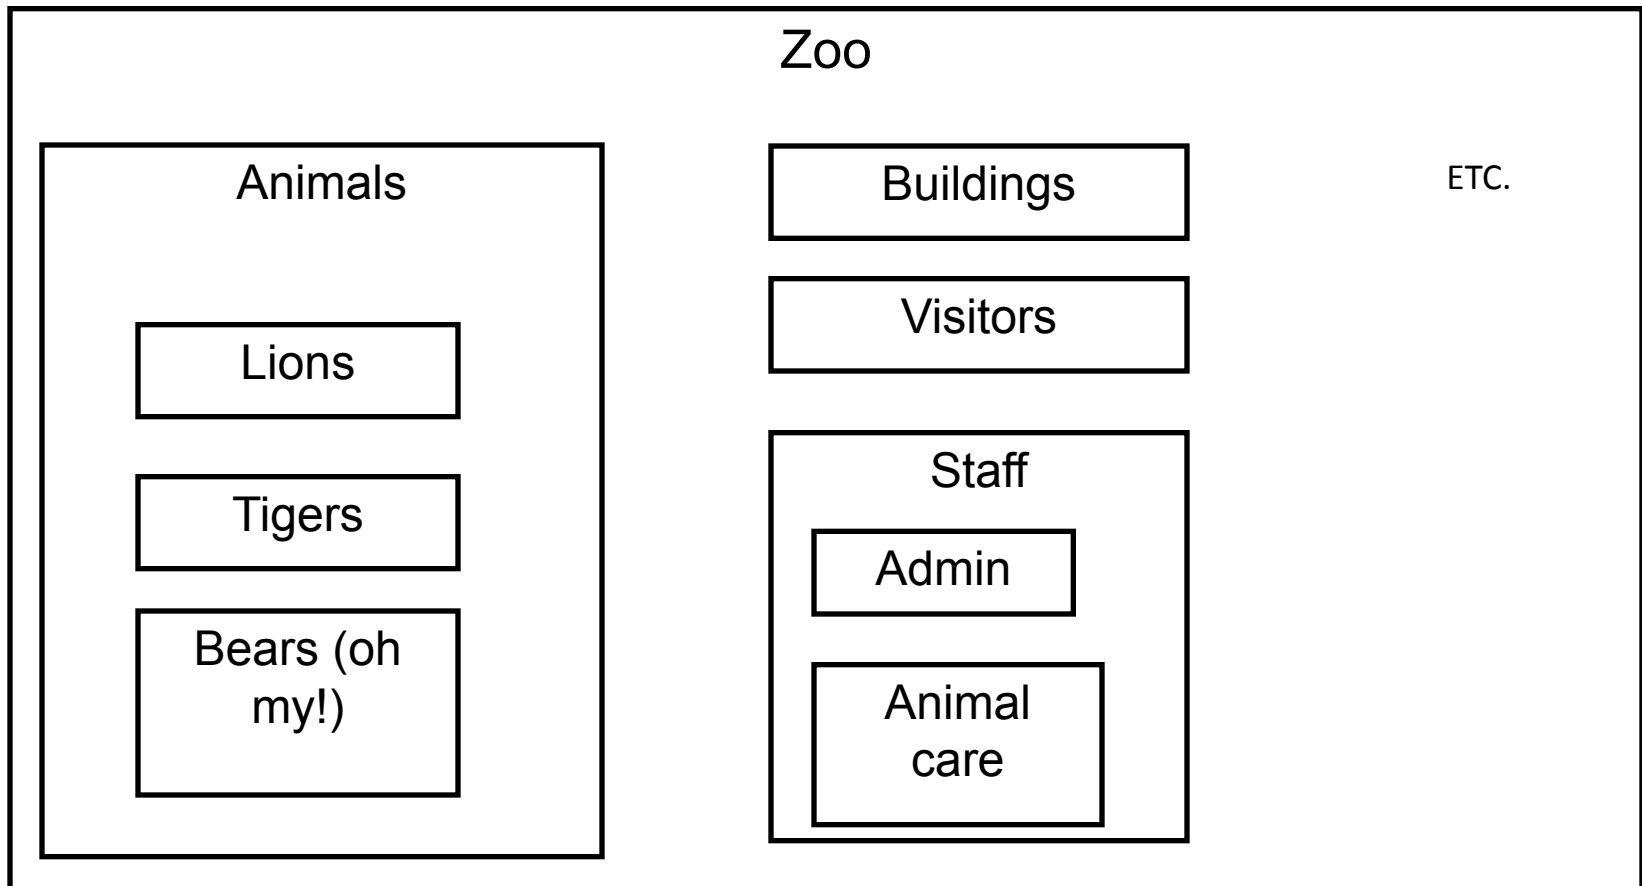 Zoo
Animals
Lions
Tigers
Bears (oh
my!)
Buildings
Visitors
Staff
Admin
Animal
care
ETC.